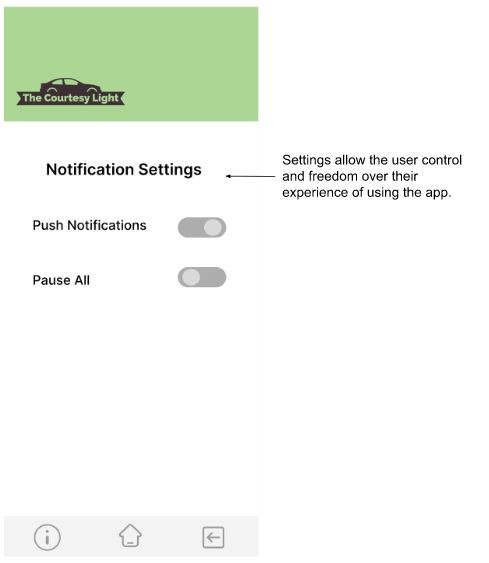 The Courtesy Light
Notification Settings
Settings allow the user control
and freedom over their
experience of using the app.
Push Notifications
Pause All